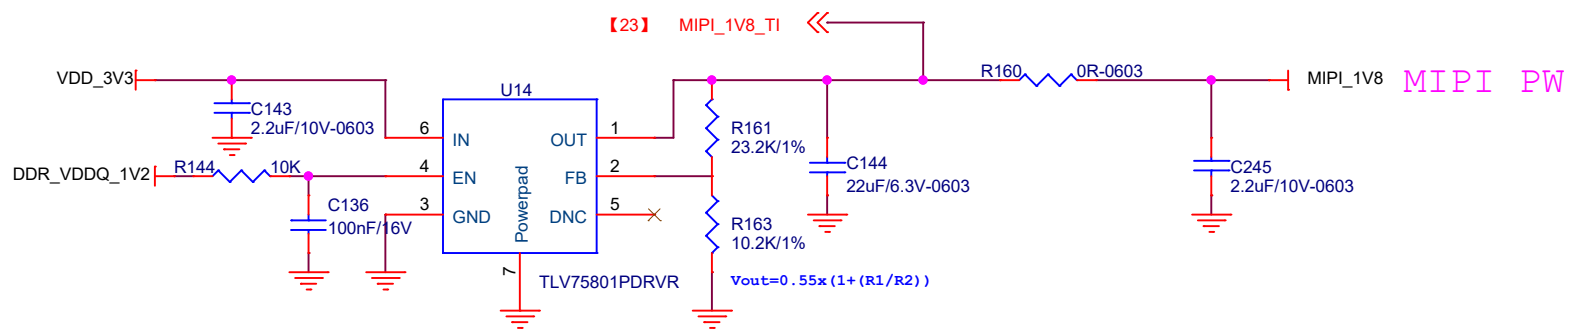 【23】 MIPI_1V8_TI
VDD_3V3
R160 0R-0603
MIPI_1V8 MIPI PW
U14
C143
2.2uF/10V-0603
6 IN
OUT 1
R161
23.2K/1%
C144
22uF/6.3V-0603
C245
2.2uF/10V-0603
DDR_VDDQ_1V2
R144 10K
4 EN
FB 2
C136
100nF/16V
3 GND
DNC 5
Powerpad
7
R163
10.2K/1%
TLV75801PDRVR
Vout=0.55x(1+(R1/R2))